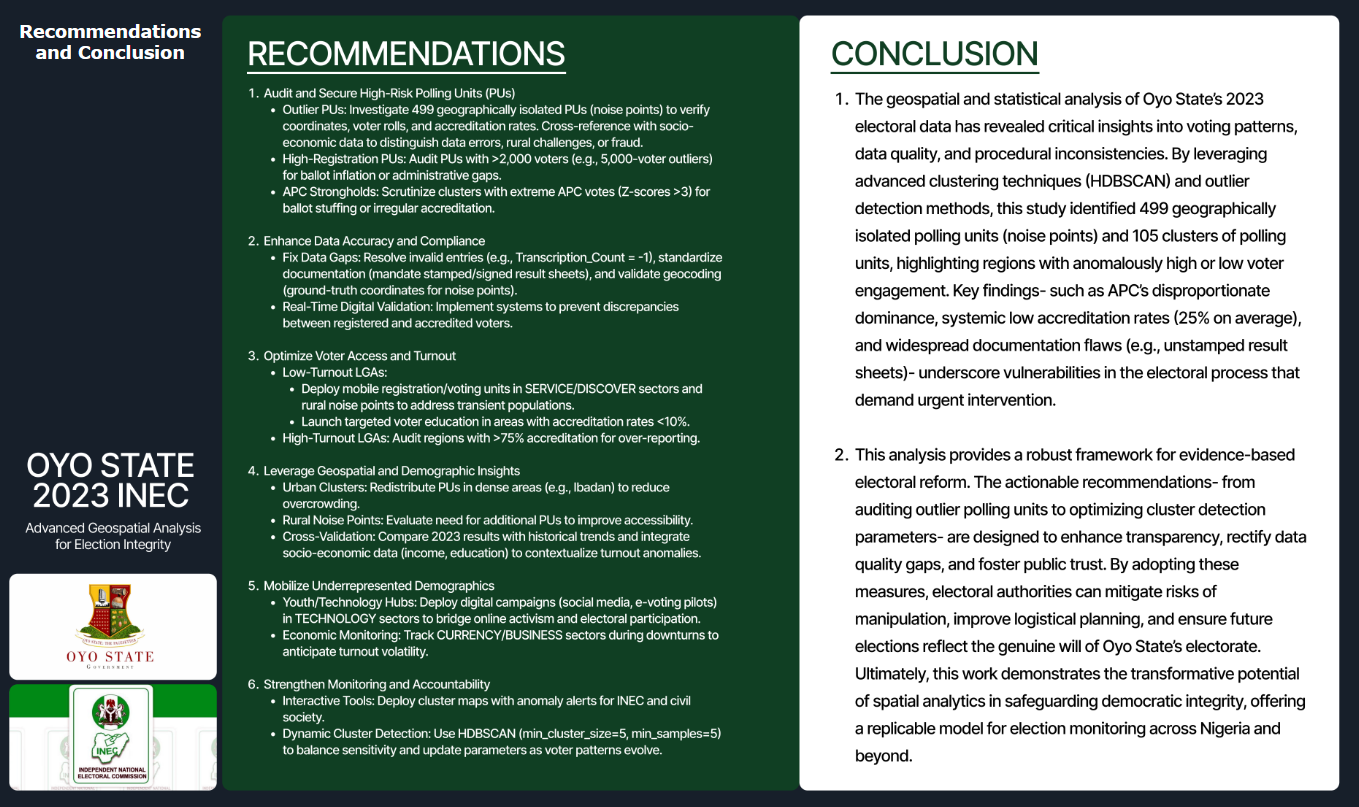 Recommendations
and Conclusion
OYO STATE
2023 INEC
Advanced Geospatial Analysis
for Election Integrity
OYO STATE
GOVERNMENT
INEC
INDEPENDENT NATIONAL
ELECTORAL COMMISSION
RECOMMENDATIONS
1. Audit and Secure High-Risk Polling Units (PUs)
• Outlier PUs: Investigate 499 geographically isolated PUs (noise points) to verify
coordinates, voter rolls, and accreditation rates. Cross-reference with socio-
economic data to distinguish data errors, rural challenges, or fraud.
• High-Registration PUs: Audit PUs with >2,000 voters (e.g., 5,000-voter outliers)
for ballot inflation or administrative gaps.
• APC Strongholds: Scrutinize clusters with extreme APC votes (Z-scores >3) for
ballot stuffing or irregular accreditation.
2. Enhance Data Accuracy and Compliance
• Fix Data Gaps: Resolve invalid entries (e.g., Transcription_Count = -1), standardize
documentation (mandate stamped/signed result sheets), and validate geocoding
(ground-truth coordinates for noise points).
• Real-Time Digital Validation: Implement systems to prevent discrepancies
between registered and accredited voters.
3. Optimize Voter Access and Turnout
• Low-Turnout LGAs:
• Deploy mobile registration/voting units in SERVICE/DISCOVER sectors and
rural noise points to address transient populations.
• Launch targeted voter education in areas with accreditation rates <10%.
• High-Turnout LGAs: Audit regions with >75% accreditation for over-reporting.
4. Leverage Geospatial and Demographic Insights
• Urban Clusters: Redistribute PUs in dense areas (e.g., Ibadan) to reduce
overcrowding.
• Rural Noise Points: Evaluate need for additional PUs to improve accessibility.
• Cross-Validation: Compare 2023 results with historical trends and integrate
socio-economic data (income, education) to contextualize turnout anomalies.
5. Mobilize Underrepresented Demographics
• Youth/Technology Hubs: Deploy digital campaigns (social media, e-voting pilots)
in TECHNOLOGY sectors to bridge online activism and electoral participation.
• Economic Monitoring: Track CURRENCY/BUSINESS sectors during downturns to
anticipate turnout volatility.
6. Strengthen Monitoring and Accountability
• Interactive Tools: Deploy cluster maps with anomaly alerts for INEC and civil
society.
• Dynamic Cluster Detection: Use HDBSCAN (min_cluster_size=5, min_samples=5)
to balance sensitivity and update parameters as voter patterns evolve.
CONCLUSION
1. The geospatial and statistical analysis of Oyo State's 2023
electoral data has revealed critical insights into voting patterns,
data quality, and procedural inconsistencies. By leveraging
advanced clustering techniques (HDBSCAN) and outlier
detection methods, this study identified 499 geographically
isolated polling units (noise points) and 105 clusters of polling
units, highlighting regions with anomalously high or low voter
engagement. Key findings- such as APC's disproportionate
dominance, systemic low accreditation rates (25% on average),
and widespread documentation flaws (e.g., unstamped result
sheets)- underscore vulnerabilities in the electoral process that
demand urgent intervention.
2. This analysis provides a robust framework for evidence-based
electoral reform. The actionable recommendations- from
auditing outlier polling units to optimizing cluster detection
parameters- are designed to enhance transparency, rectify data
quality gaps, and foster public trust. By adopting these
measures, electoral authorities can mitigate risks of
manipulation, improve logistical planning, and ensure future
elections reflect the genuine will of Oyo State's electorate.
Ultimately, this work demonstrates the transformative potential
of spatial analytics in safeguarding democratic integrity, offering
a replicable model for election monitoring across Nigeria and
beyond.